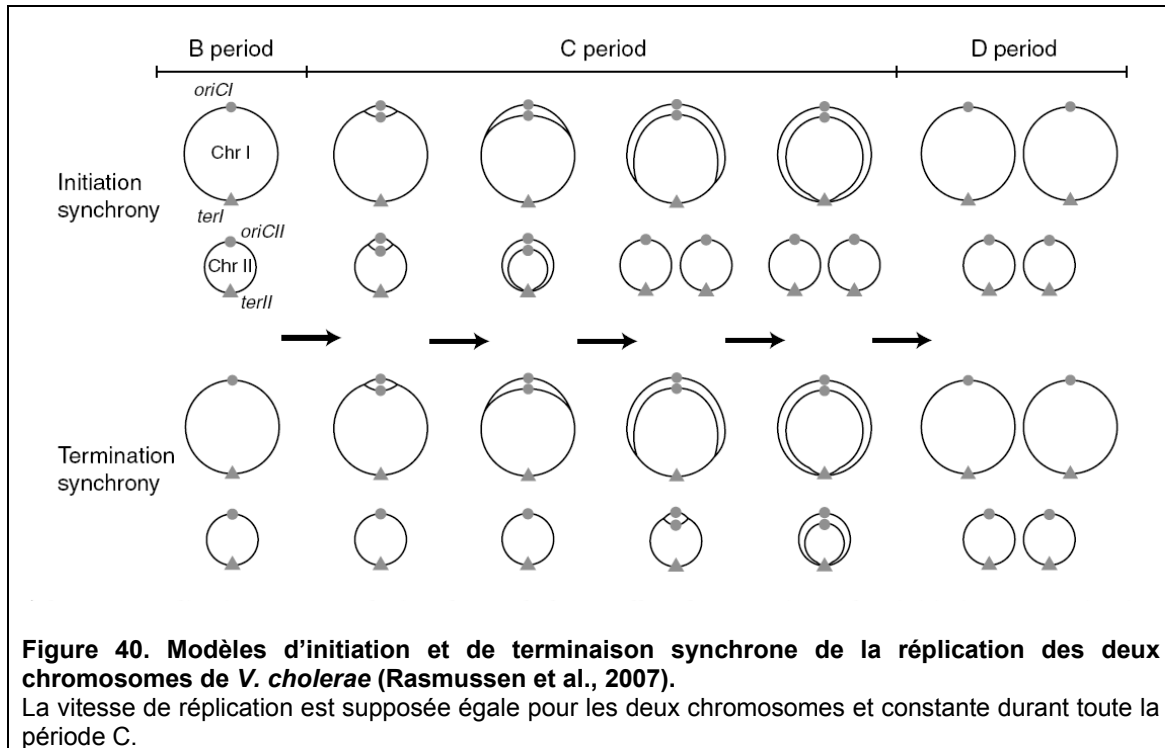 B period C period D period
oriCI
Chr I
Initiation
synchrony
terI
oriCII
Chr II
terII
Termination
synchrony
Figure 40. Modèles d’initiation et de terminaison synchrone de la réplication des deux
chromosomes de V. cholerae (Rasmussen et al., 2007).
La vitesse de réplication est supposée égale pour les deux chromosomes et constante durant toute la
période C.